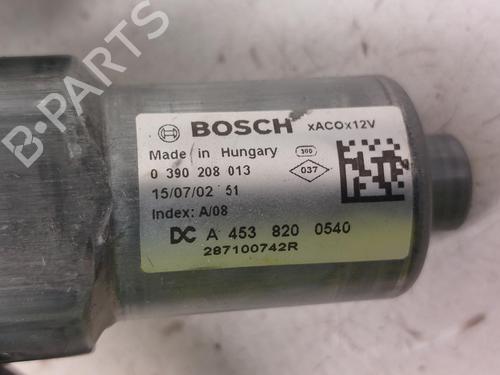 BOSCH xACOx12V
Made in Hungary 300
0 390 208 013 037
15/07/02 51
Index: A/08
DC A 453 820 0540
287100742R
B-PARTS